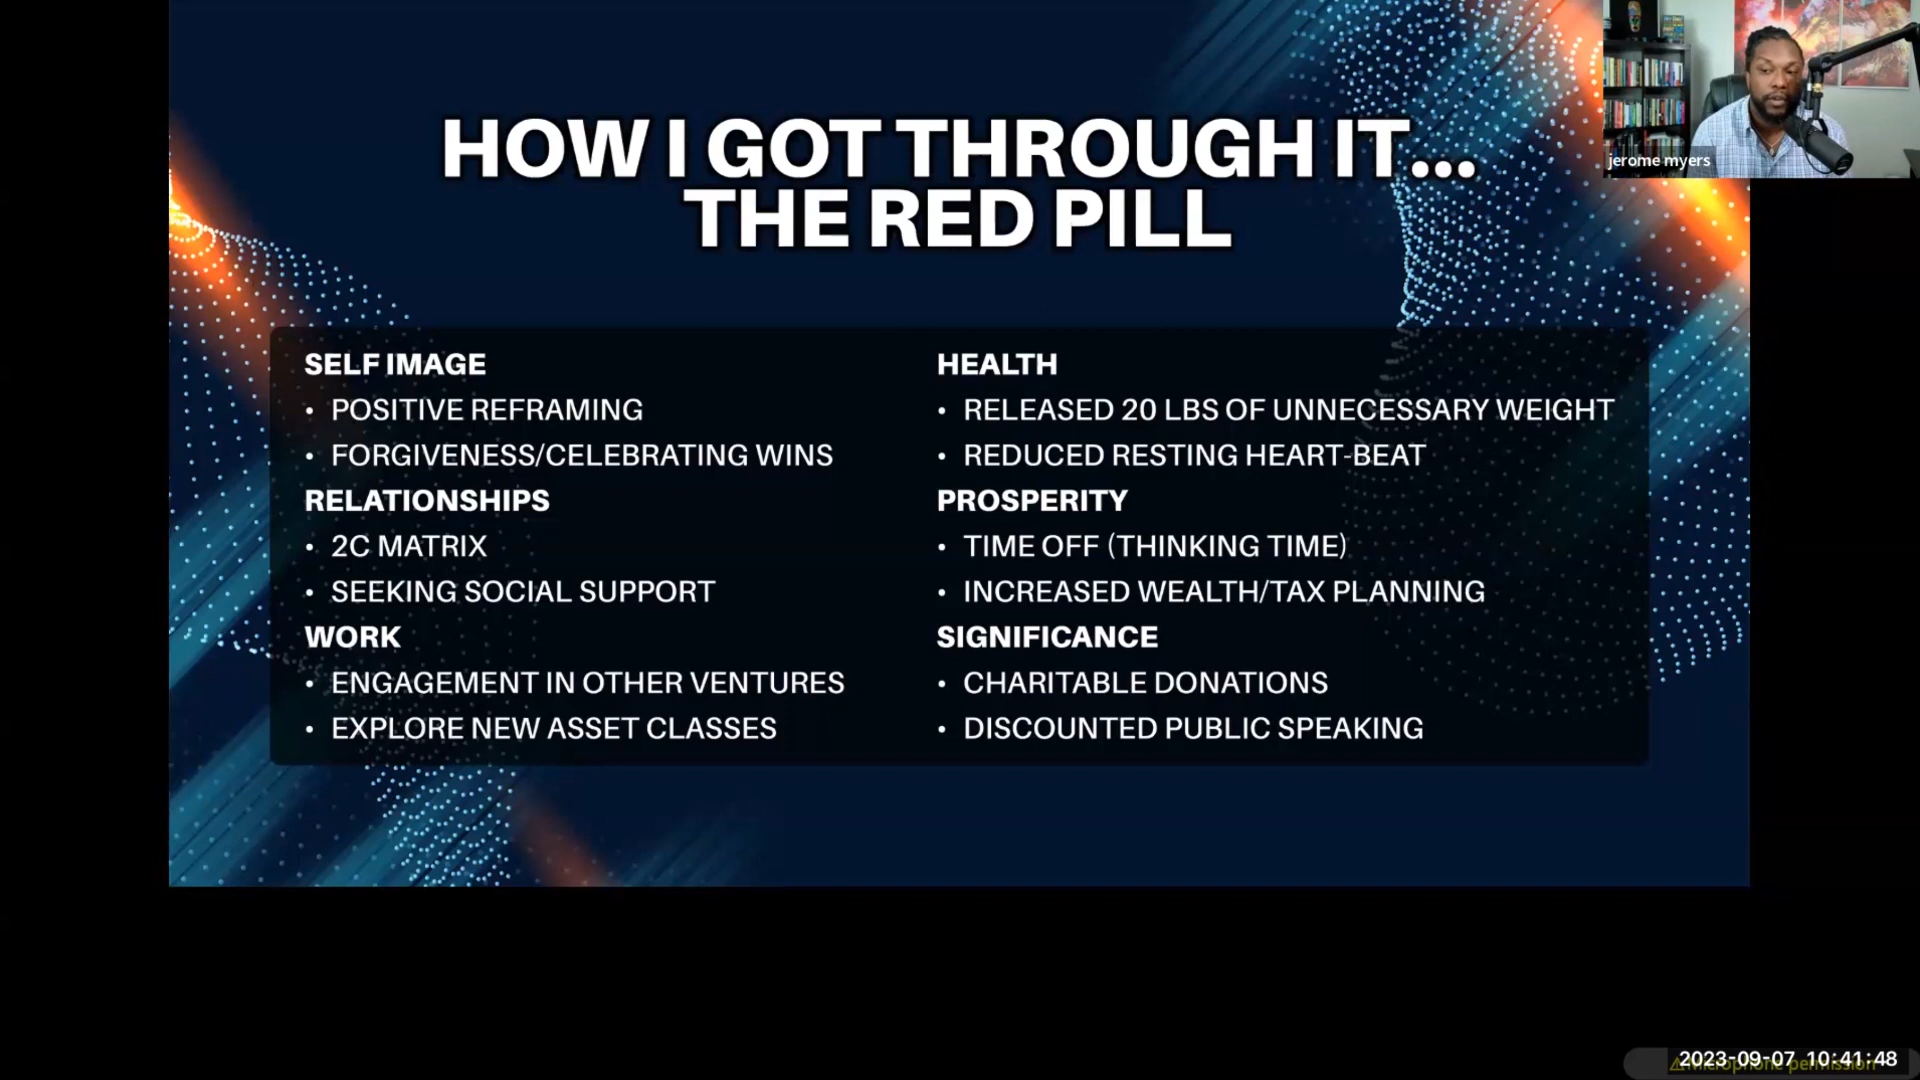 HOW I GOT THROUGH IT...
THE RED PILL
jerome myers
SELF IMAGE
• POSITIVE REFRAMING
• FORGIVENESS/CELEBRATING WINS
RELATIONSHIPS
• 2C MATRIX
• SEEKING SOCIAL SUPPORT
WORK
• ENGAGEMENT IN OTHER VENTURES
• EXPLORE NEW ASSET CLASSES
HEALTH
• RELEASED 20 LBS OF UNNECESSARY WEIGHT
• REDUCED RESTING HEART-BEAT
PROSPERITY
• TIME OFF (THINKING TIME)
• INCREASED WEALTH/TAX PLANNING
SIGNIFICANCE
• CHARITABLE DONATIONS
• DISCOUNTED PUBLIC SPEAKING
2023-09-07 10:41:48
Microphone permission